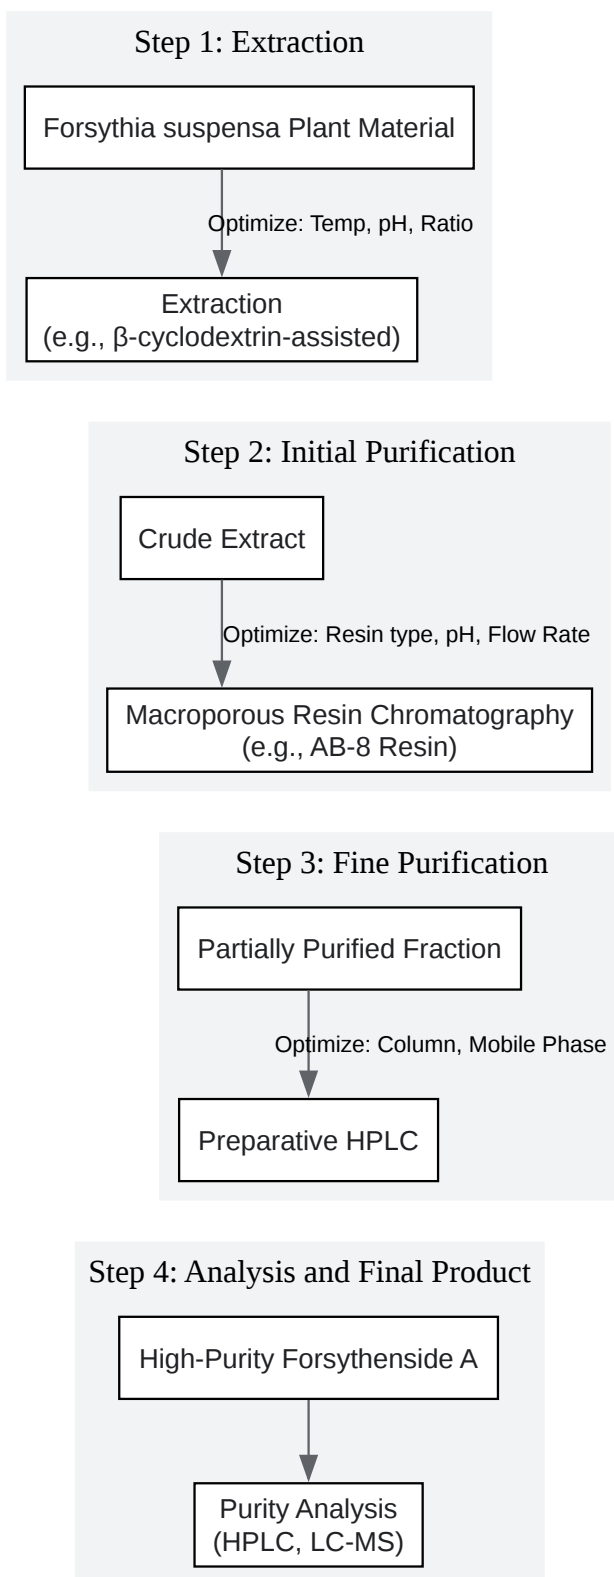 Step 1: Extraction
Forsythia suspensa Plant Material
Optimize: Temp, pH, Ratio
Extraction
(e.g., β-cyclodextrin-assisted)
Step 2: Initial Purification
Crude Extract
Optimize: Resin type, pH, Flow Rate
Macroporous Resin Chromatography
(e.g., AB-8 Resin)
Step 3: Fine Purification
Partially Purified Fraction
Optimize: Column, Mobile Phase
Preparative HPLC
Step 4: Analysis and Final Product
High-Purity Forsythenside A
Purity Analysis
(HPLC, LC-MS)